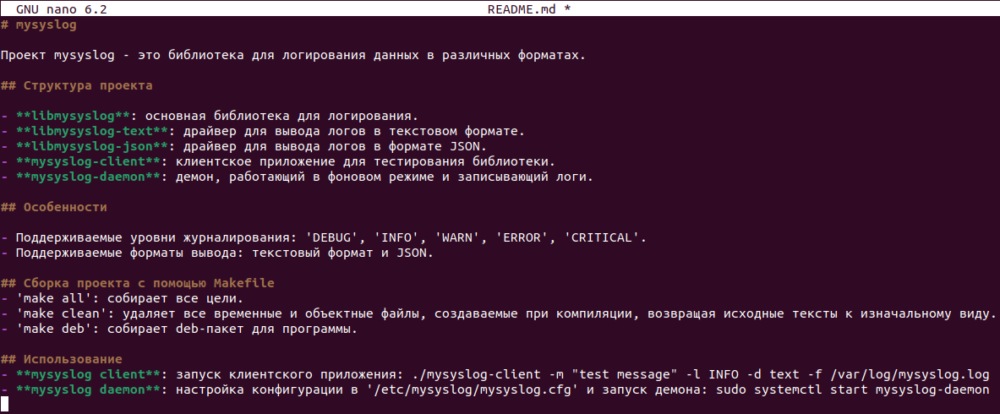 GNU nano 6.2 README.md *
# mysyslog
Проект mysyslog - это библиотека для логирования данных в различных форматах.
## Структура проекта
- **libmysyslog**: основная библиотека для логирования.
- **libmysyslog-text**: драйвер для вывода логов в текстовом формате.
- **libmysyslog-json**: драйвер для вывода логов в формате JSON.
- **mysyslog-client**: клиентское приложение для тестирования библиотеки.
- **mysyslog-daemon**: демон, работающий в фоновом режиме и записывающий логи.
## Особенности
- Поддерживаемые уровни журналирования: 'DEBUG', 'INFO', 'WARN', 'ERROR', 'CRITICAL'.
- Поддерживаемые форматы вывода: текстовый формат и JSON.
## Сборка проекта с помощью Makefile
- 'make all': собирает все цели.
- 'make clean': удаляет все временные и объектные файлы, создаваемые при компиляции, возвращая исходные тексты к изначальному виду.
- 'make deb': собирает deb-пакет для программы.
## Использование
- **mysyslog client**: запуск клиентского приложения: ./mysyslog-client -m "test message" -l INFO -d text -f /var/log/mysyslog.log
- **mysyslog daemon**: настройка конфигурации в '/etc/mysyslog/mysyslog.cfg' и запуск демона: sudo systemctl start mysyslog-daemon